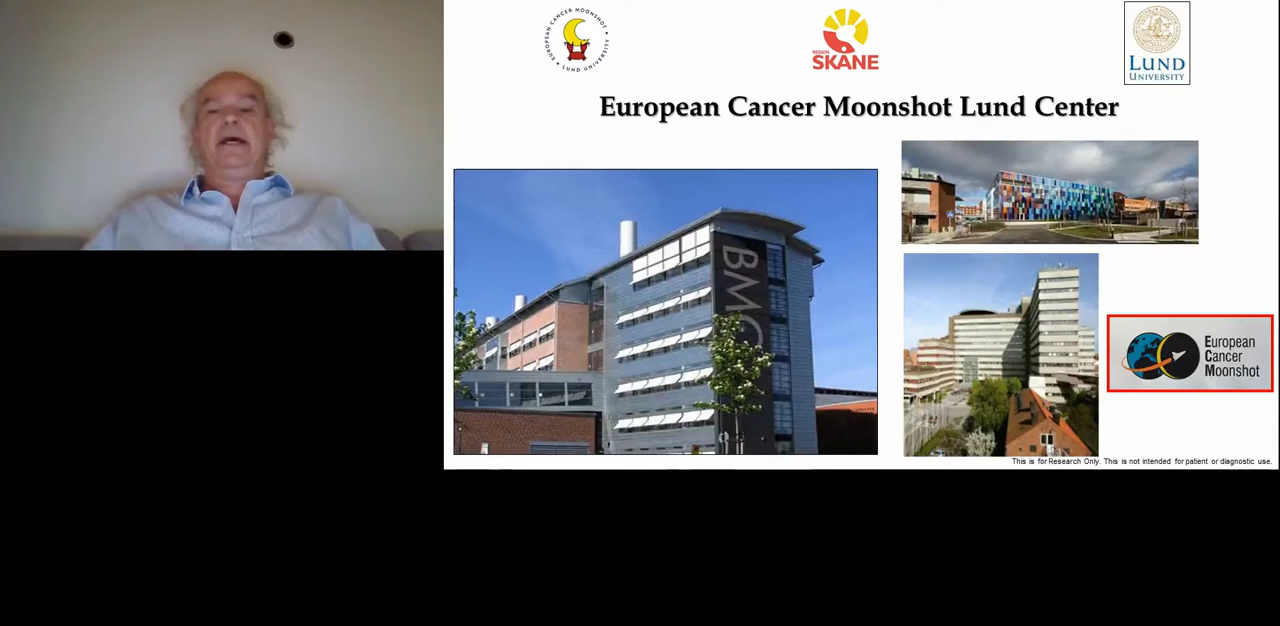 EUROPEAN CANCER MOONSHOT
LUND UNIVERSITY
REGION
SKANE
LUND
UNIVERSITY
European Cancer Moonshot Lund Center
BMC
European
Cancer
Moonshot
This is for Research Only. This is not intended for patient or diagnostic use.